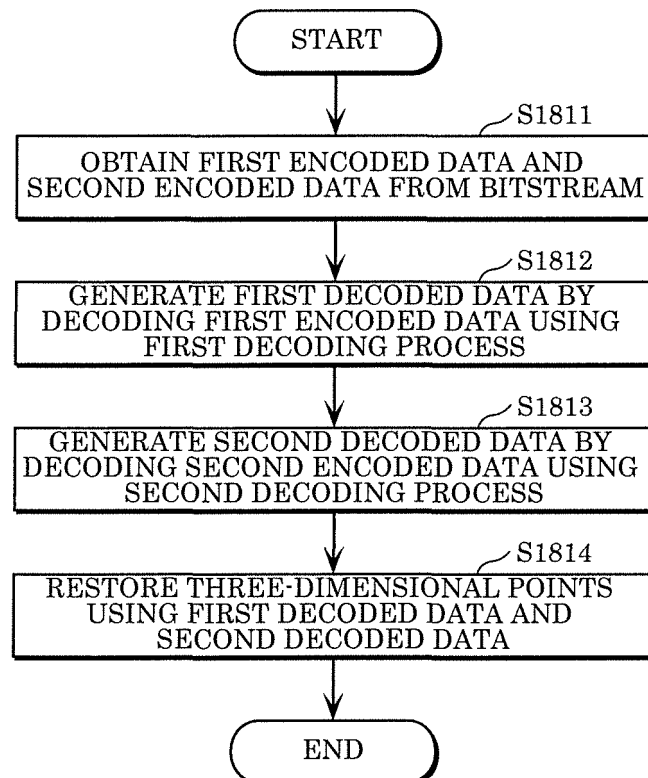 START
S1811
OBTAIN FIRST ENCODED DATA AND
SECOND ENCODED DATA FROM BITSTREAM
S1812
GENERATE FIRST DECODED DATA BY
DECODING FIRST ENCODED DATA USING
FIRST DECODING PROCESS
S1813
GENERATE SECOND DECODED DATA BY
DECODING SECOND ENCODED DATA USING
SECOND DECODING PROCESS
S1814
RESTORE THREE-DIMENSIONAL POINTS
USING FIRST DECODED DATA AND
SECOND DECODED DATA
END